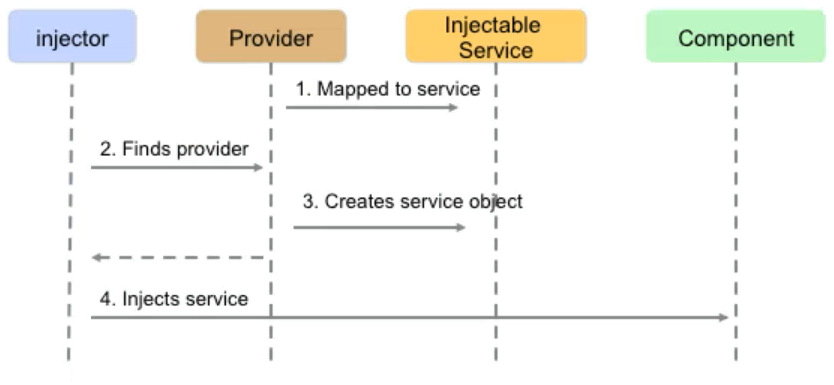 injector
Provider
Injectable
Service
Component
1. Mapped to service
2. Finds provider
3. Creates service object
4. Injects service